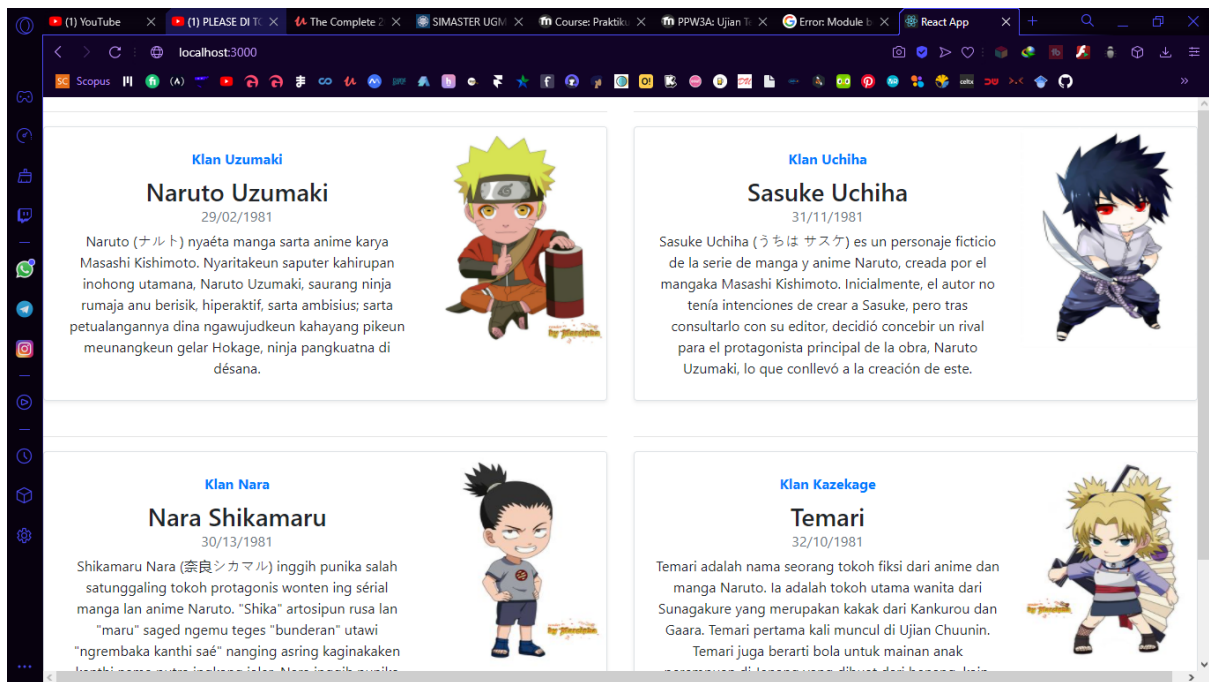 (1) YouTube
(1) PLEASE DI TC
The Complete 2
SIMASTER UGM
Course: Praktiku
PPW3A: Ujian Te
Error: Module b
React App
localhost:3000
Scopus
Klan Uzumaki
Naruto Uzumaki
29/02/1981
Naruto (ナルト) nyaéta manga sarta anime karya
Masashi Kishimoto. Nyaritakeun saputer kahirupan
inohong utamana, Naruto Uzumaki, saurang ninja
rumaja anu berisik, hiperaktif, sarta ambisius; sarta
petualangannya dina ngawujudkeun kahayang pikeun
meunangkeun gelar Hokage, ninja pangkuatna di
désana.
Klan Uchiha
Sasuke Uchiha
31/11/1981
Sasuke Uchiha (うちは サスケ) es un personaje ficticio
de la serie de manga y anime Naruto, creada por el
mangaka Masashi Kishimoto. Inicialmente, el autor no
tenía intenciones de crear a Sasuke, pero tras
consultarlo con su editor, decidió concebir un rival
para el protagonista principal de la obra, Naruto
Uzumaki, lo que conllevó a la creación de este.
Klan Nara
Nara Shikamaru
30/13/1981
Shikamaru Nara (奈良シカマル) inggih punika salah
satunggaling tokoh protagonis wonten ing sérial
manga lan anime Naruto. "Shika" artosipun rusa lan
"maru" saged ngemu teges "bunderan" utawi
"ngrembaka kanthi saé" nanging asring kaginakaken
Klan Kazekage
Temari
32/10/1981
Temari adalah nama seorang tokoh fiksi dari anime dan
manga Naruto. Ia adalah tokoh utama wanita dari
Sunagakure yang merupakan kakak dari Kankurou dan
Gaara. Temari pertama kali muncul di Ujian Chuunin.
Temari juga berarti bola untuk mainan anak